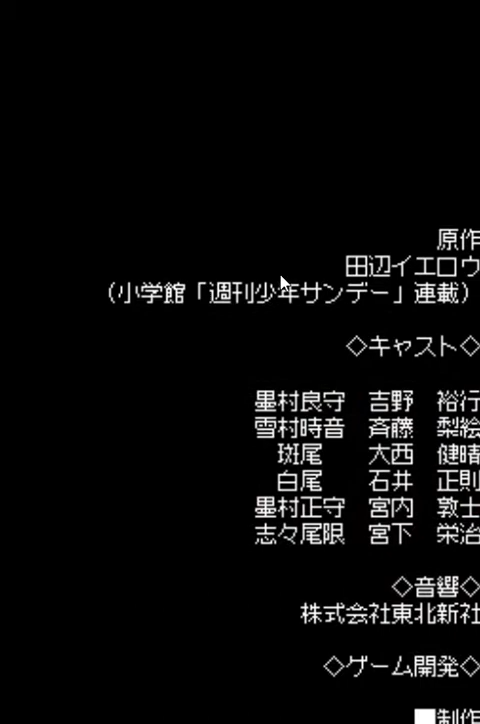 原作
田辺イエロウ
(小学館「週刊少年サンデー」連載)
◇キャスト◇
墨村良守 吉野 裕行
雪村時音 斉藤 梨絵
斑尾 大西 健晴
白尾 石井 正則
墨村正守 宮内 敦士
志々尾限 宮下 栄治
◇音響◇
株式会社東北新社
◇ゲーム開発◇
■制作